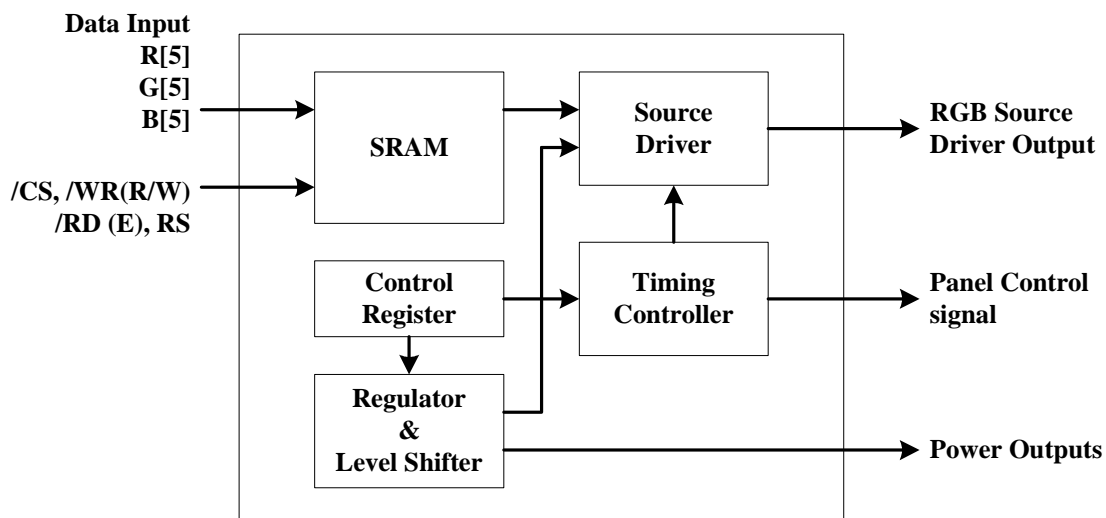 Data Input
R[5]
G[5]
B[5]
/CS, /WR(R/W)
/RD (E), RS
SRAM
Source
Driver
RGB Source
Driver Output
Control
Register
Timing
Controller
Panel Control
signal
Regulator
&
Level Shifter
Power Outputs